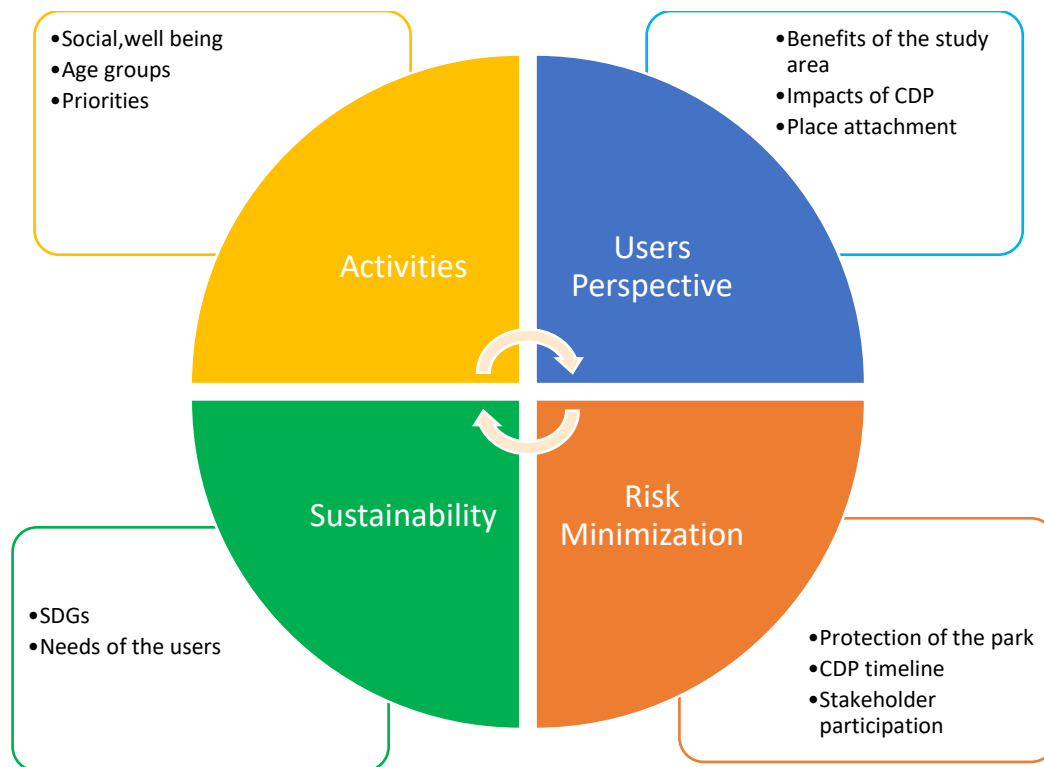 •Social,well being
•Age groups
•Priorities
•Benefits of the study
area
•Impacts of CDP
•Place attachment
Activities
Users
Perspective
Sustainability
Risk
Minimization
•SDGs
•Needs of the users
•Protection of the park
•CDP timeline
•Stakeholder
participation